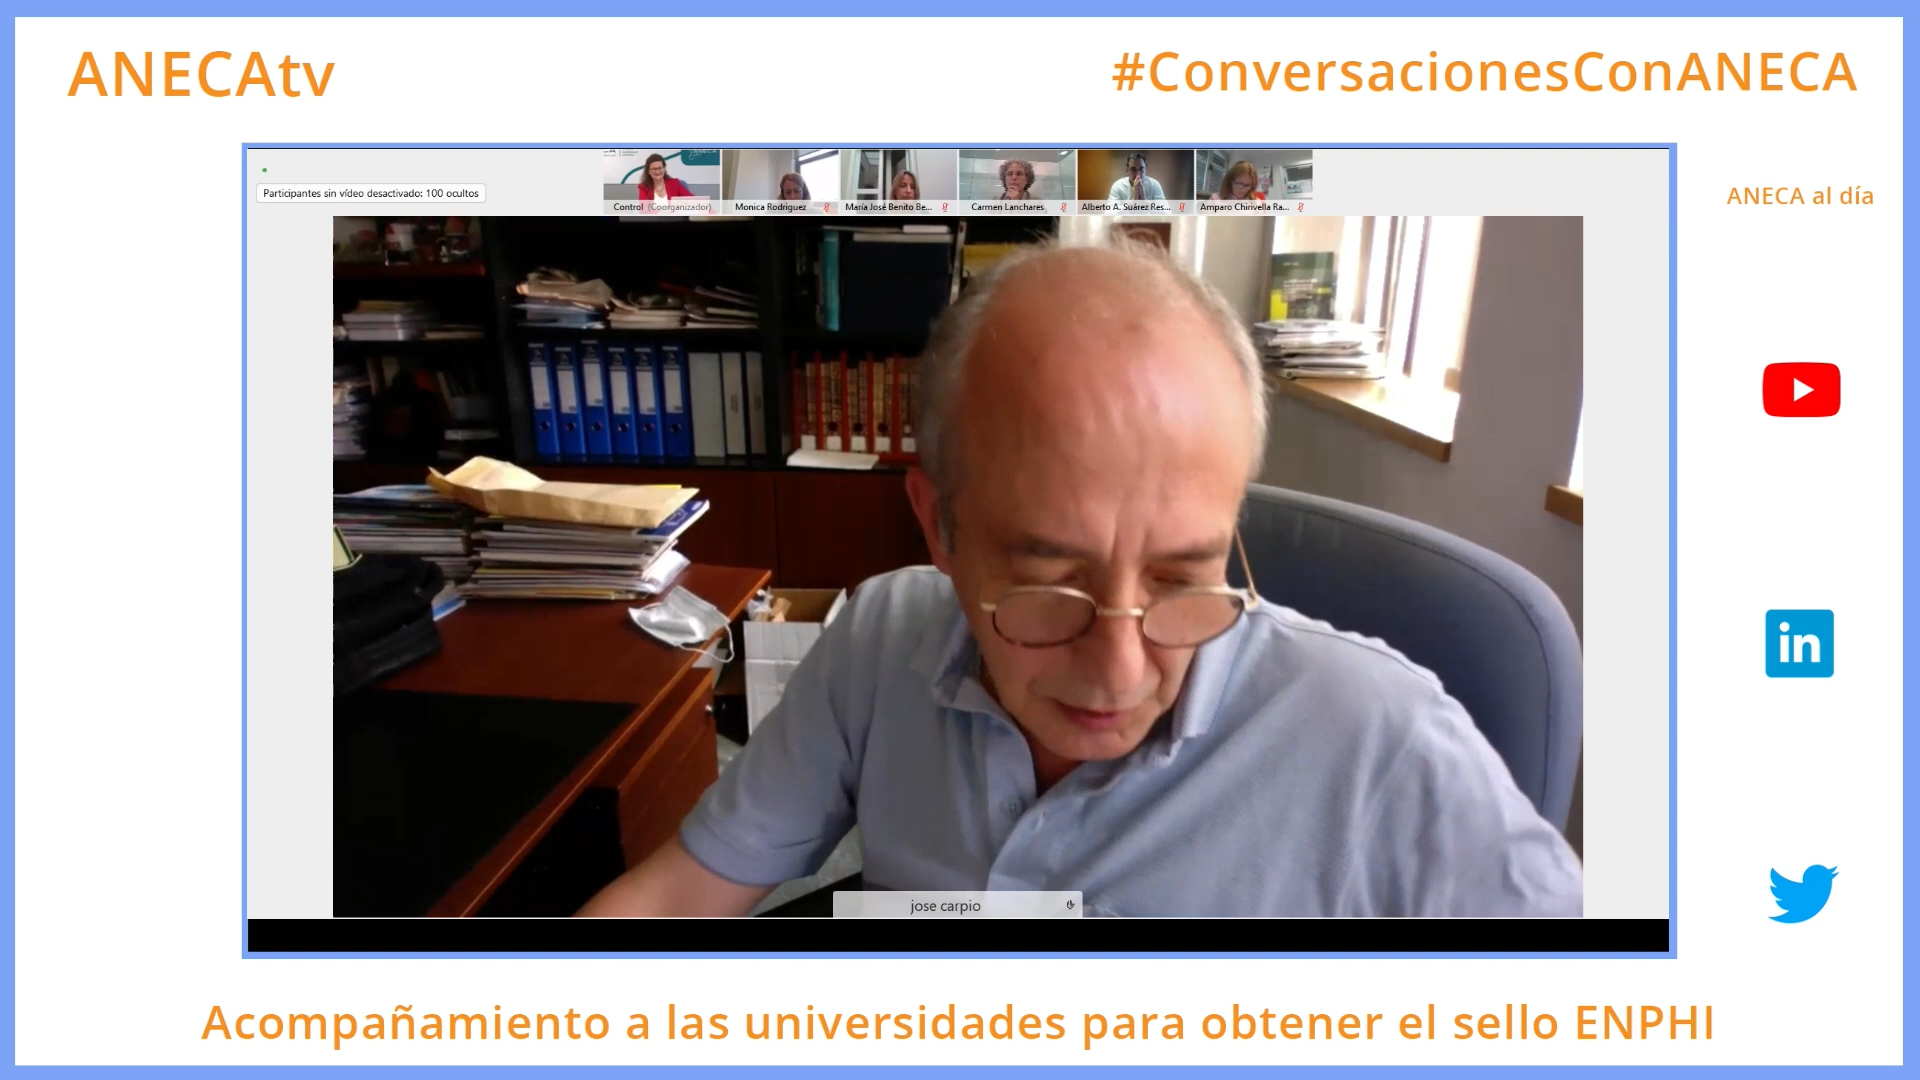 ANECAtv
#ConversacionesConANECA
ANECA al día
Participantes sin vídeo desactivado: 100 ocultos
Control (Coorganizador)
Monica Rodriguez
María José Benito Be...
Carmen Lanchares
Alberto A. Suárez Res...
Amparo Chirivella Ra...
in
jose carpio
Acompañamiento a las universidades para obtener el sello ENPHI